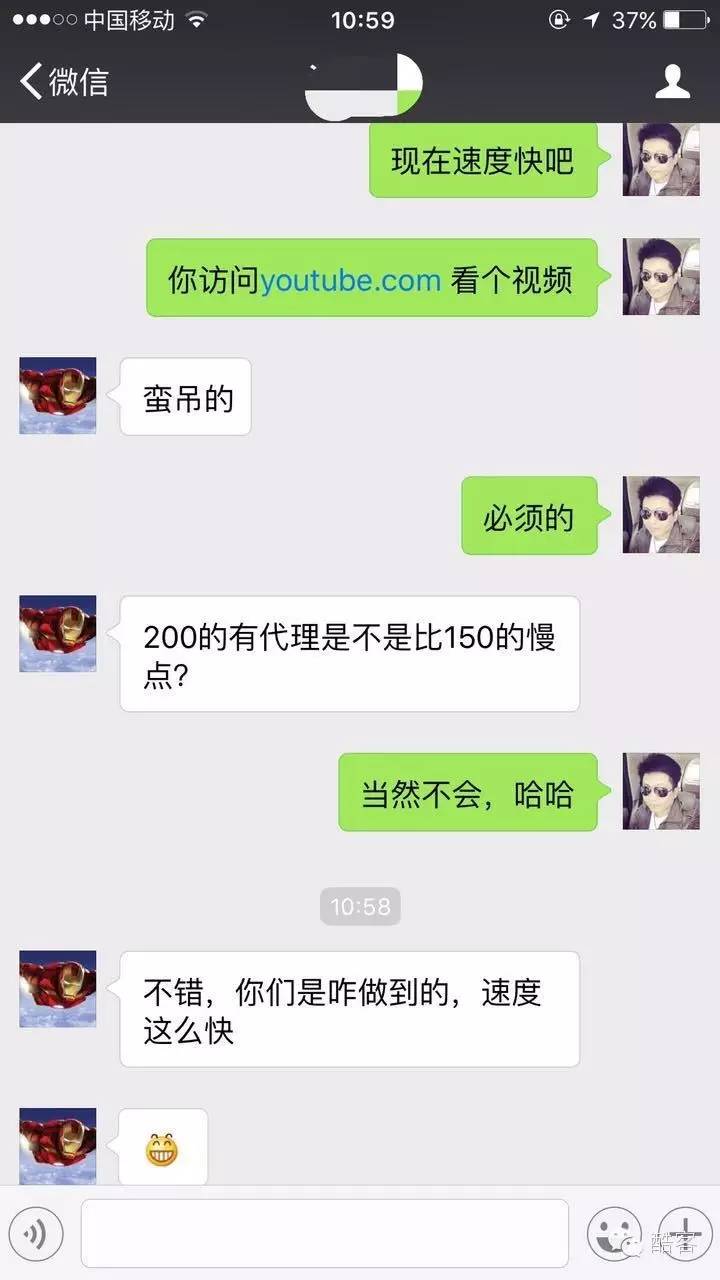 中国移动
10:59
37%
微信
现在速度快吧
你访问youtube.com 看个视频
蛮吊的
必须的
200的有代理是不是比150的慢
点?
当然不会，哈哈
10:58
不错，你们是咋做到的，速度
这么快
酷客